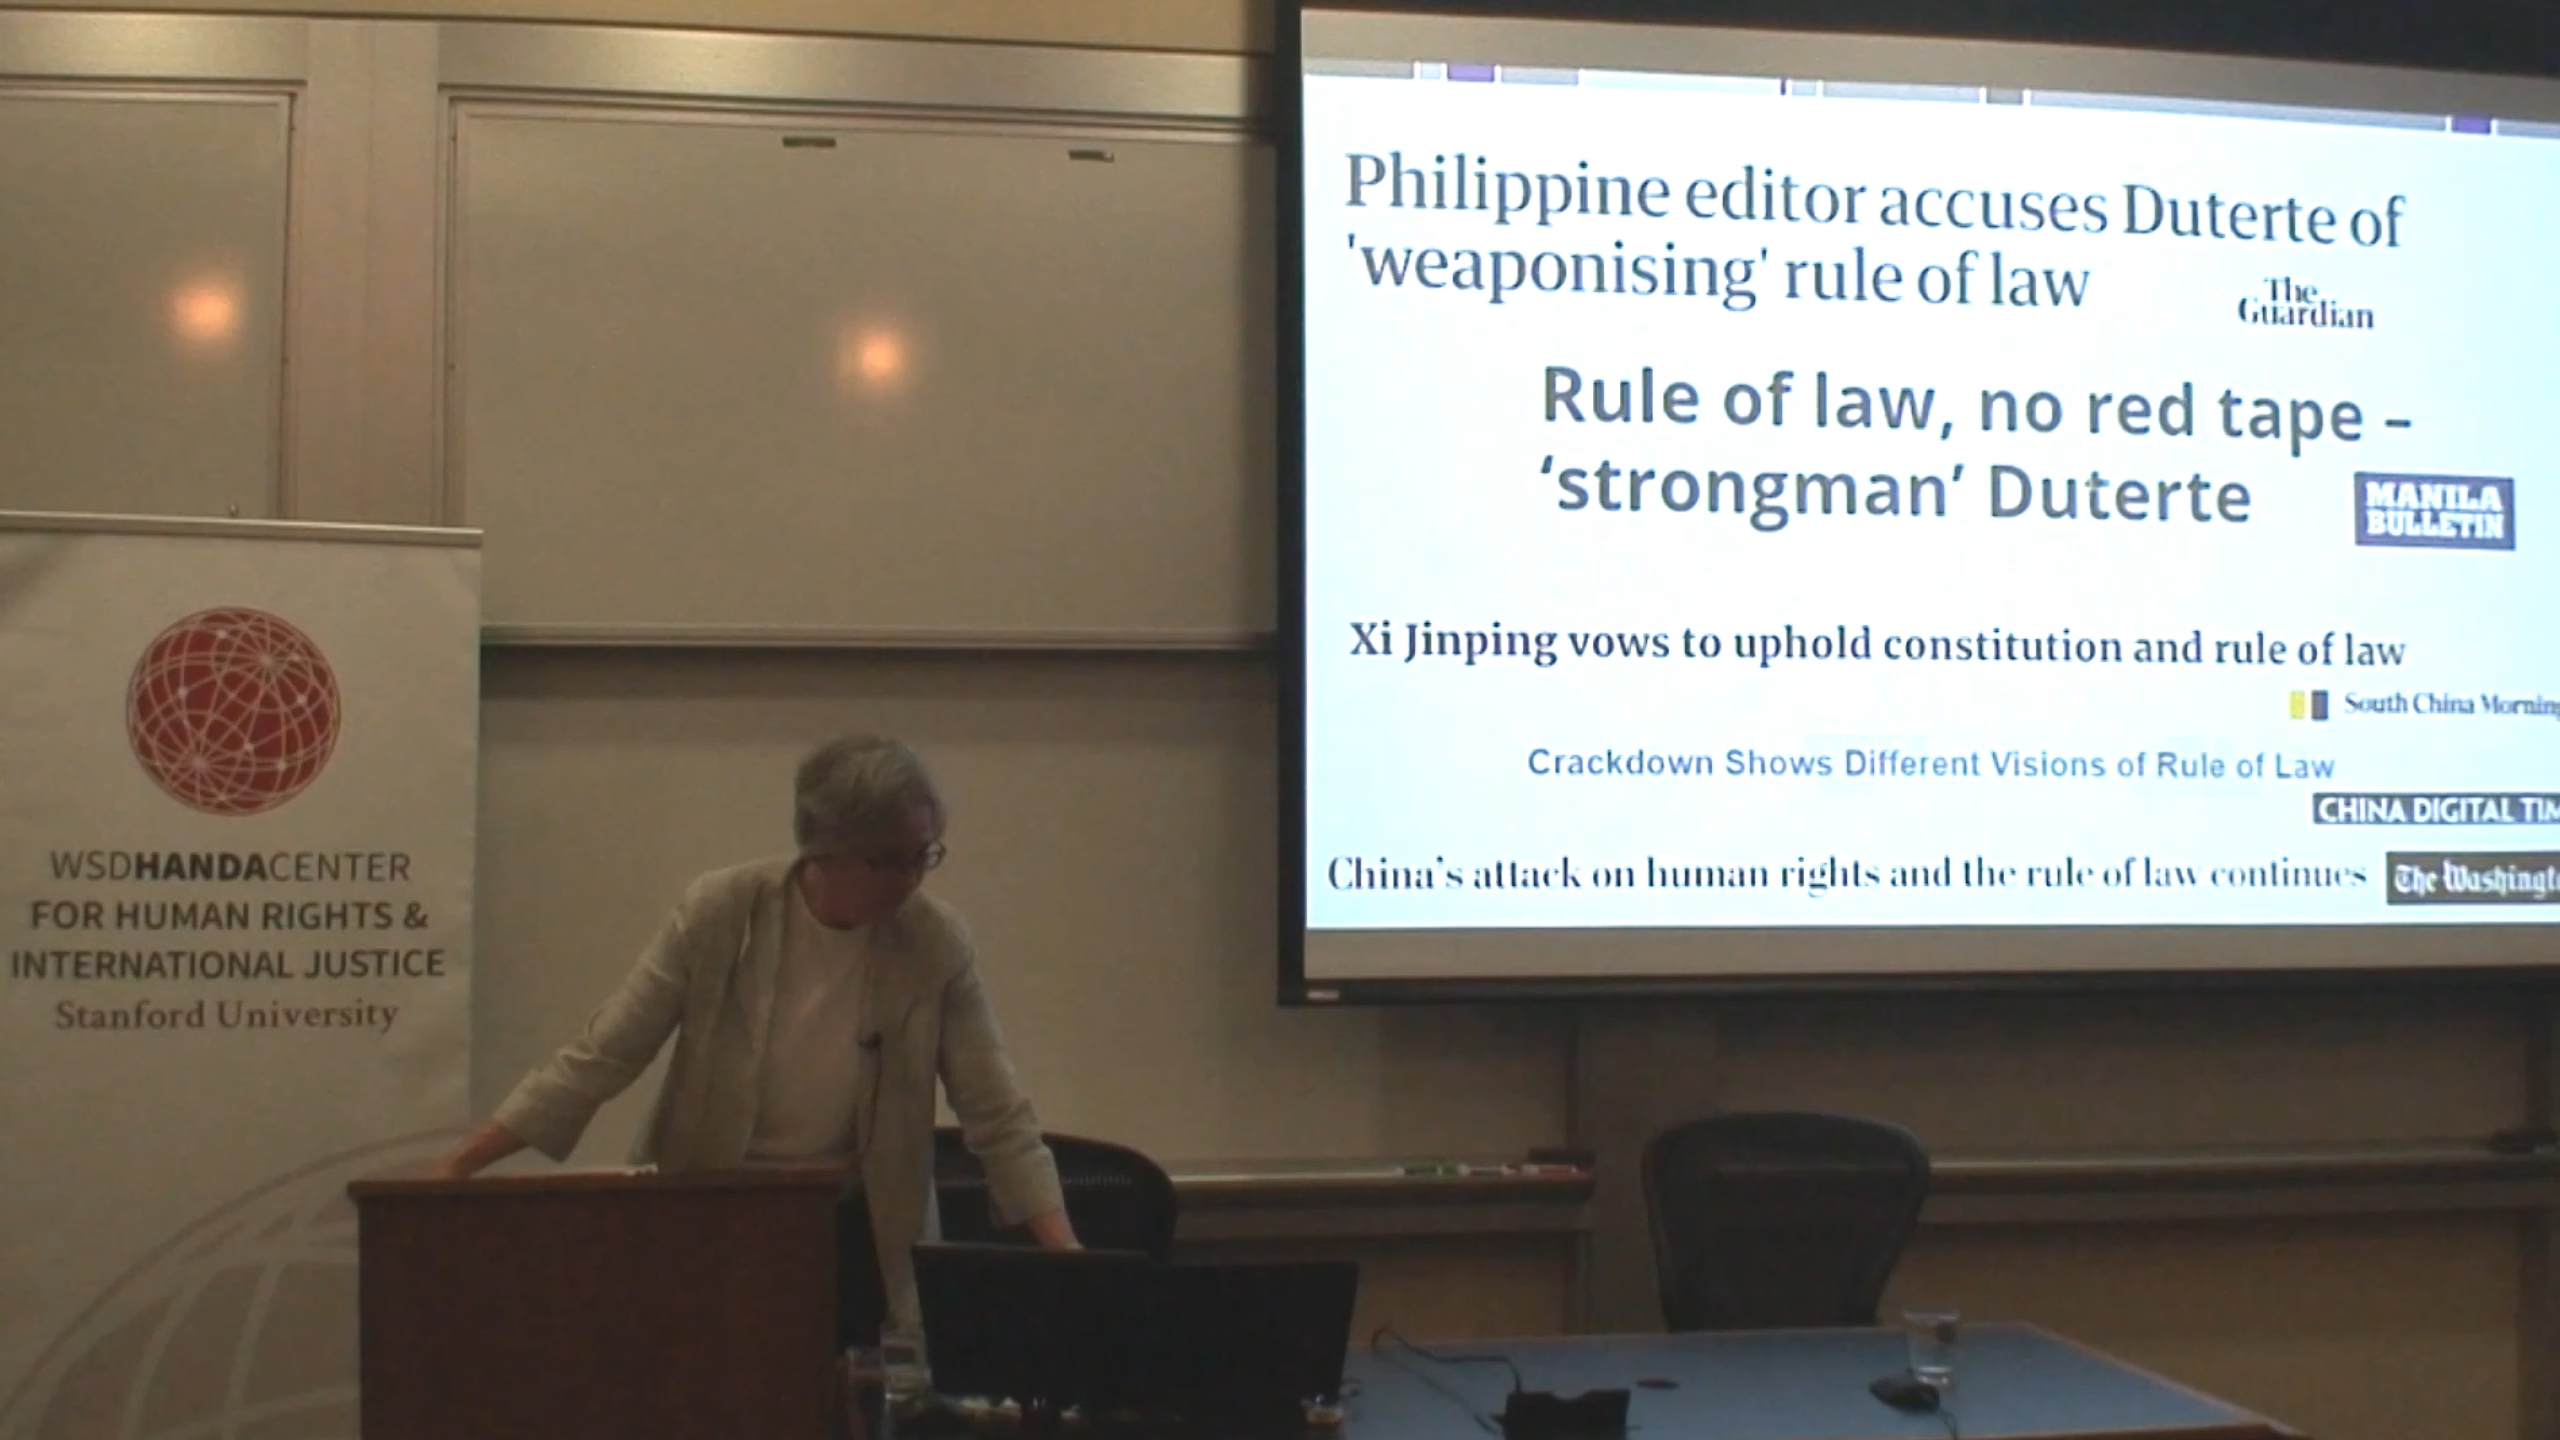 Philippine editor accuses Duterte of
'weaponising' rule of law
The
Guardian
Rule of law, no red tape –
‘strongman’ Duterte
MANILA
BULLETIN
Xi Jinping vows to uphold constitution and rule of law
South China Morning
Crackdown Shows Different Visions of Rule of Law
CHINA DIGITAL
China's attack on human rights and the rule of law continues
The
WSDHANDACENTER
FOR HUMAN RIGHTS &
INTERNATIONAL JUSTICE
Stanford University